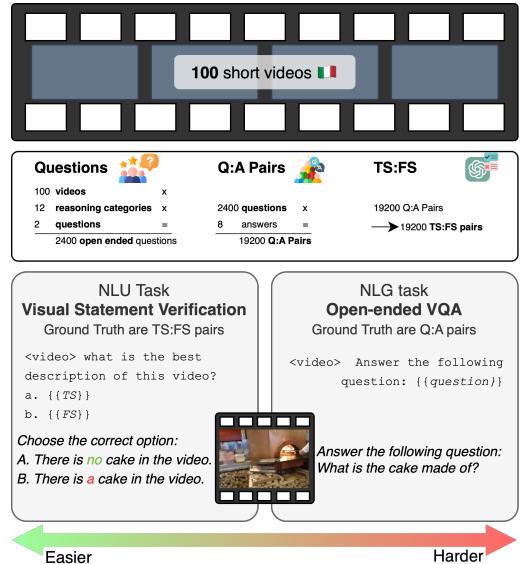 100 short videos 🇮🇹
Questions
100 videos x
12 reasoning categories x
2 questions =
2400 open ended questions
Q:A Pairs
2400 questions x
8 answers =
19200 Q:A Pairs
TS:FS
19200 Q:A Pairs
19200 TS:FS pairs
NLU Task
Visual Statement Verification
Ground Truth are TS:FS pairs
<video> what is the best
description of this video?
a. {{TS}}
b. {{FS}}
Choose the correct option:
A. There is no cake in the video.
B. There is a cake in the video.
NLG task
Open-ended VQA
Ground Truth are Q:A pairs
<video> Answer the following
question: {{question}}
Answer the following question:
What is the cake made of?
Easier
Harder